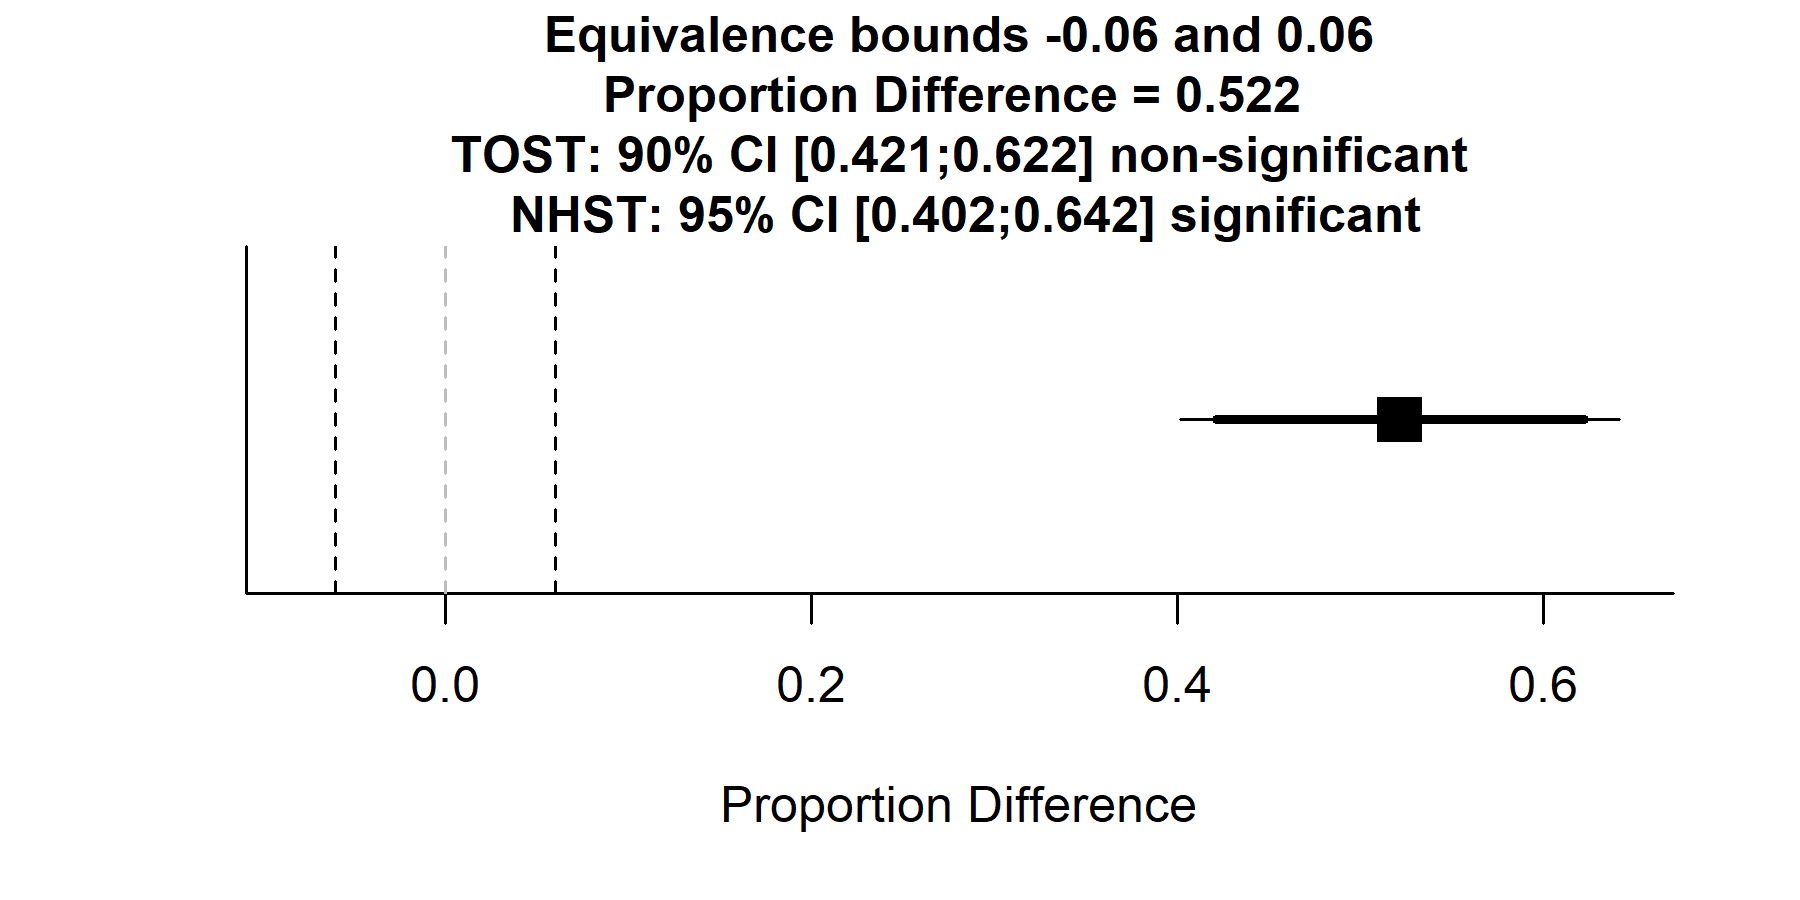 Equivalence bounds -0.06 and 0.06
Proportion Difference = 0.522
TOST: 90% CI [0.421;0.622] non-significant
NHST: 95% CI [0.402;0.642] significant
0.0 0.2 0.4 0.6
Proportion Difference